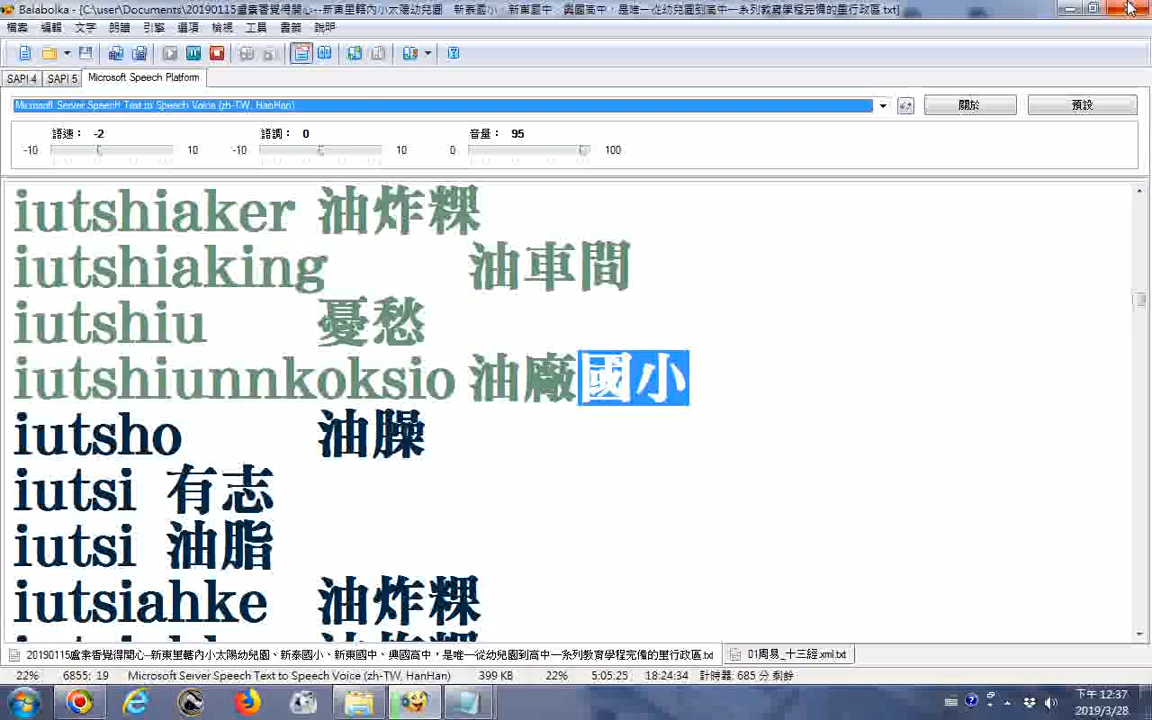 Balabolka - [C:\user\Documents\20190115盧素香覺得開心--新東里轄內小太陽幼兒園、新泰國小、新東國中、興國高中，是唯一從幼兒園到高中一系列教育學程完備的里行政區.txt]
檔案 編輯 文字 朗讀 引擎 選項 檢視 工具 書籤 說明
SAPI 4 SAPI 5 Microsoft Speech Platform
Microsoft Server Speech Text to Speech Voice (zh-TW, HanHan) 關於 預設
語速： -2 語調： 0 音量： 95
-10 10 -10 10 0 100
iutshiaker 油炸粿
iutshiaking 油車間
iutshiu 憂愁
iutshiunnkoksio 油廠國小
iutsho 油臊
iutsi 有志
iutsi 油脂
iutsiahke 油炸粿
20190115盧素香覺得開心--新東里轄內小太陽幼兒園、新泰國小、新東國中、興國高中，是唯一從幼兒園到高中一系列教育學程完備的里行政區.txt 01周易_十三經.xml.txt
22% 6855: 19 Microsoft Server Speech Text to Speech Voice (zh-TW, HanHan) 399 KB 22% 5:05.25 18:24:34 計時器: 685 分 剩餘
下午 12:37
2019/3/28